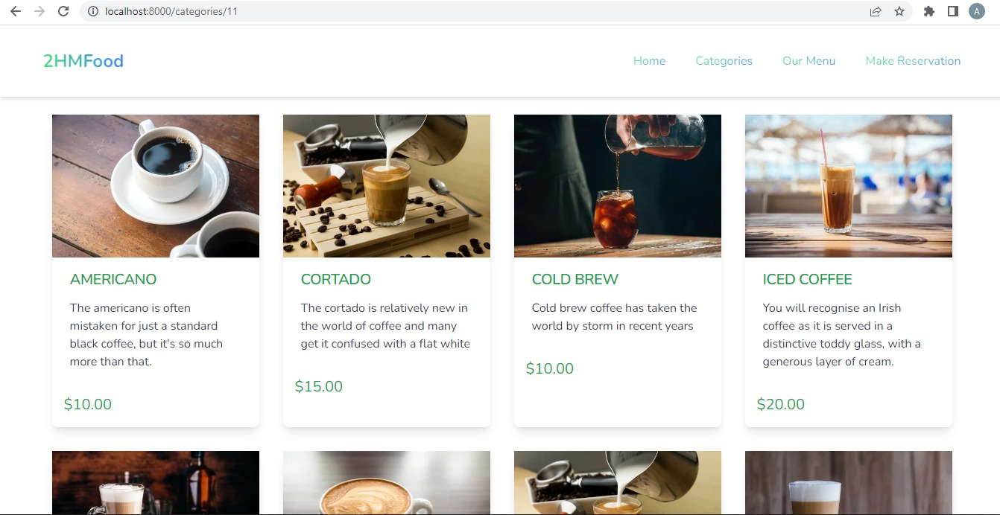 localhost:8000/categories/11
A
2HMFood
Home
Categories
Our Menu
Make Reservation
AMERICANO
The americano is often
mistaken for just a standard
black coffee, but it's so much
more than that.
$10.00
CORTADO
The cortado is relatively new in
the world of coffee and many
get it confused with a flat white
$15.00
COLD BREW
Cold brew coffee has taken the
world by storm in recent years
$10.00
ICED COFFEE
You will recognise an Irish
coffee as it is served in a
distinctive toddy glass, with a
generous layer of cream.
$20.00